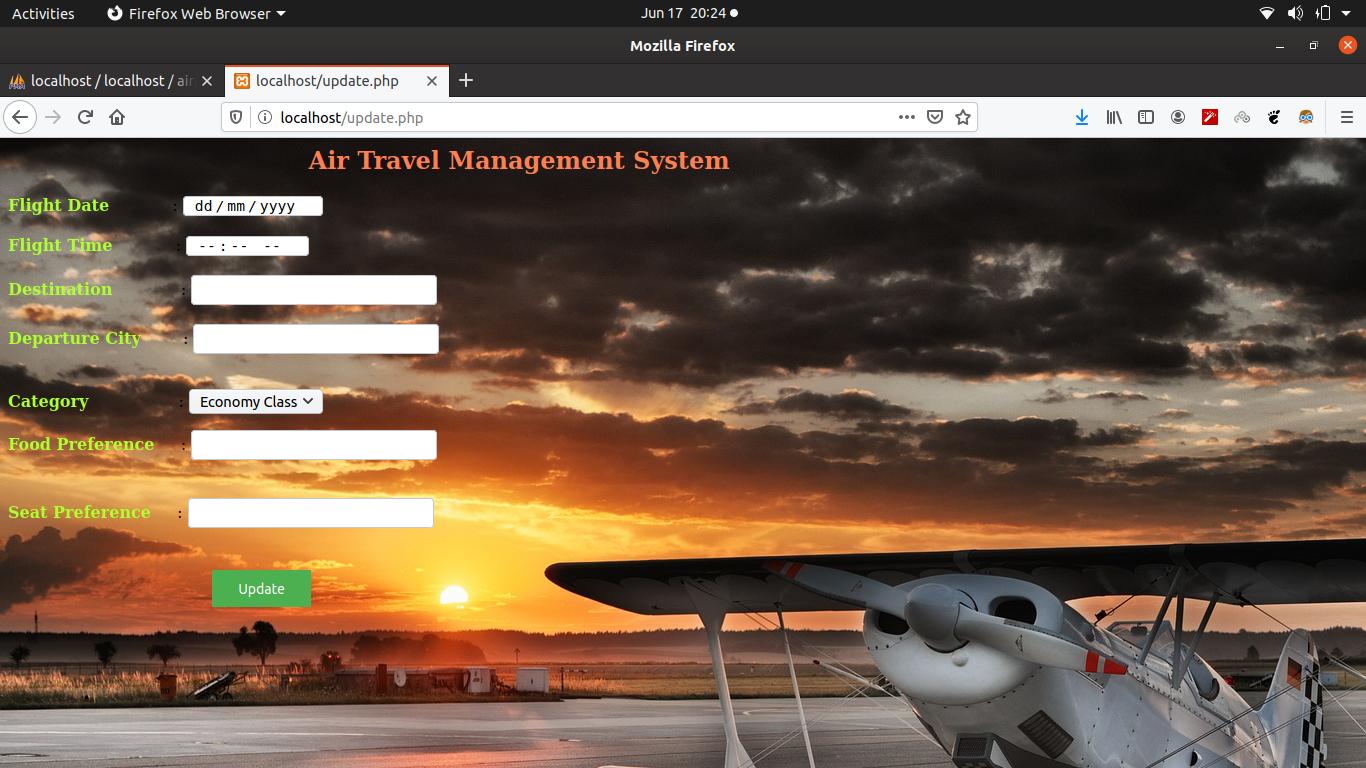 Activities Firefox Web Browser Jun 17 20:24
Mozilla Firefox
localhost / localhost / air localhost/update.php
localhost/update.php
Air Travel Management System
Flight Date : dd / mm / yyyy
Flight Time : -- : -- --
Destination :
Departure City :
Category : Economy Class
Food Preference :
Seat Preference :
Update